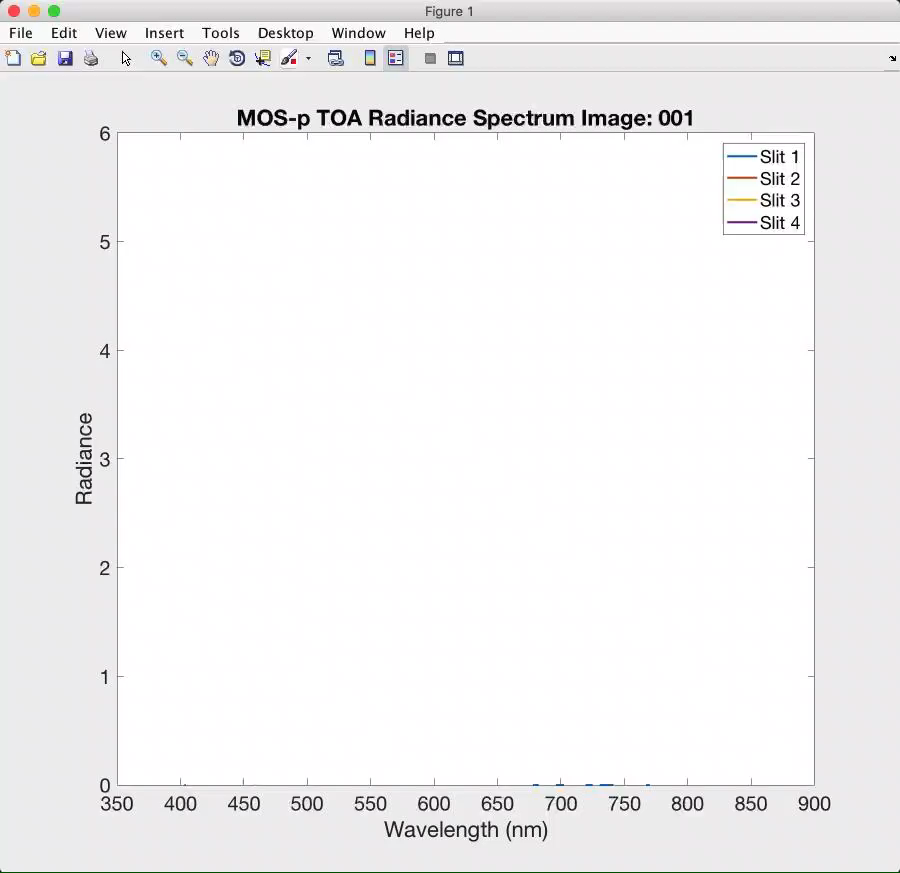 Figure 1
File Edit View Insert Tools Desktop Window Help
MOS-p TOA Radiance Spectrum Image: 001
6
5
4
3
2
1
0
Radiance
Slit 1
Slit 2
Slit 3
Slit 4
350 400 450 500 550 600 650 700 750 800 850 900
Wavelength (nm)